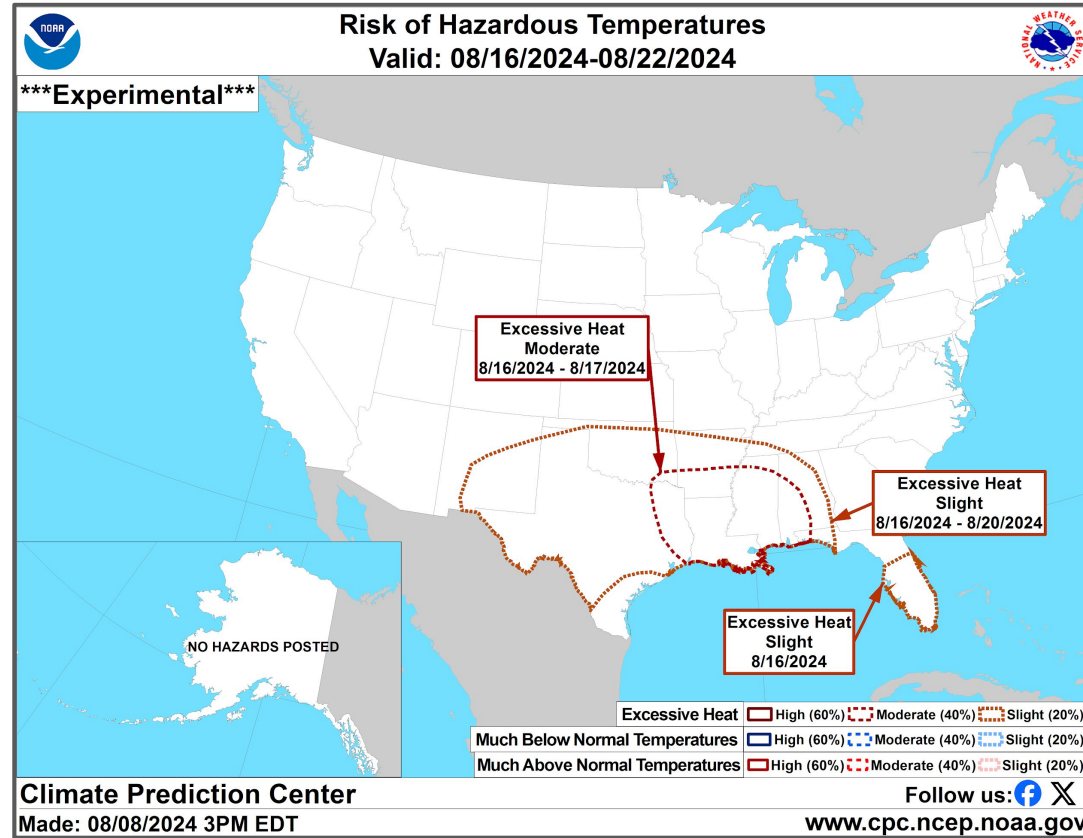 NOAA
Risk of Hazardous Temperatures
Valid: 08/16/2024-08/22/2024
NATIONAL WEATHER SERVICE
***Experimental***
Excessive Heat
Moderate
8/16/2024 - 8/17/2024
Excessive Heat
Slight
8/16/2024 - 8/20/2024
Excessive Heat
Slight
8/16/2024
NO HAZARDS POSTED
Excessive Heat High (60%) Moderate (40%) Slight (20%)
Much Below Normal Temperatures High (60%) Moderate (40%) Slight (20%)
Much Above Normal Temperatures High (60%) Moderate (40%) Slight (20%)
Climate Prediction Center
Follow us:
Made: 08/08/2024 3PM EDT
www.cpc.ncep.noaa.gov